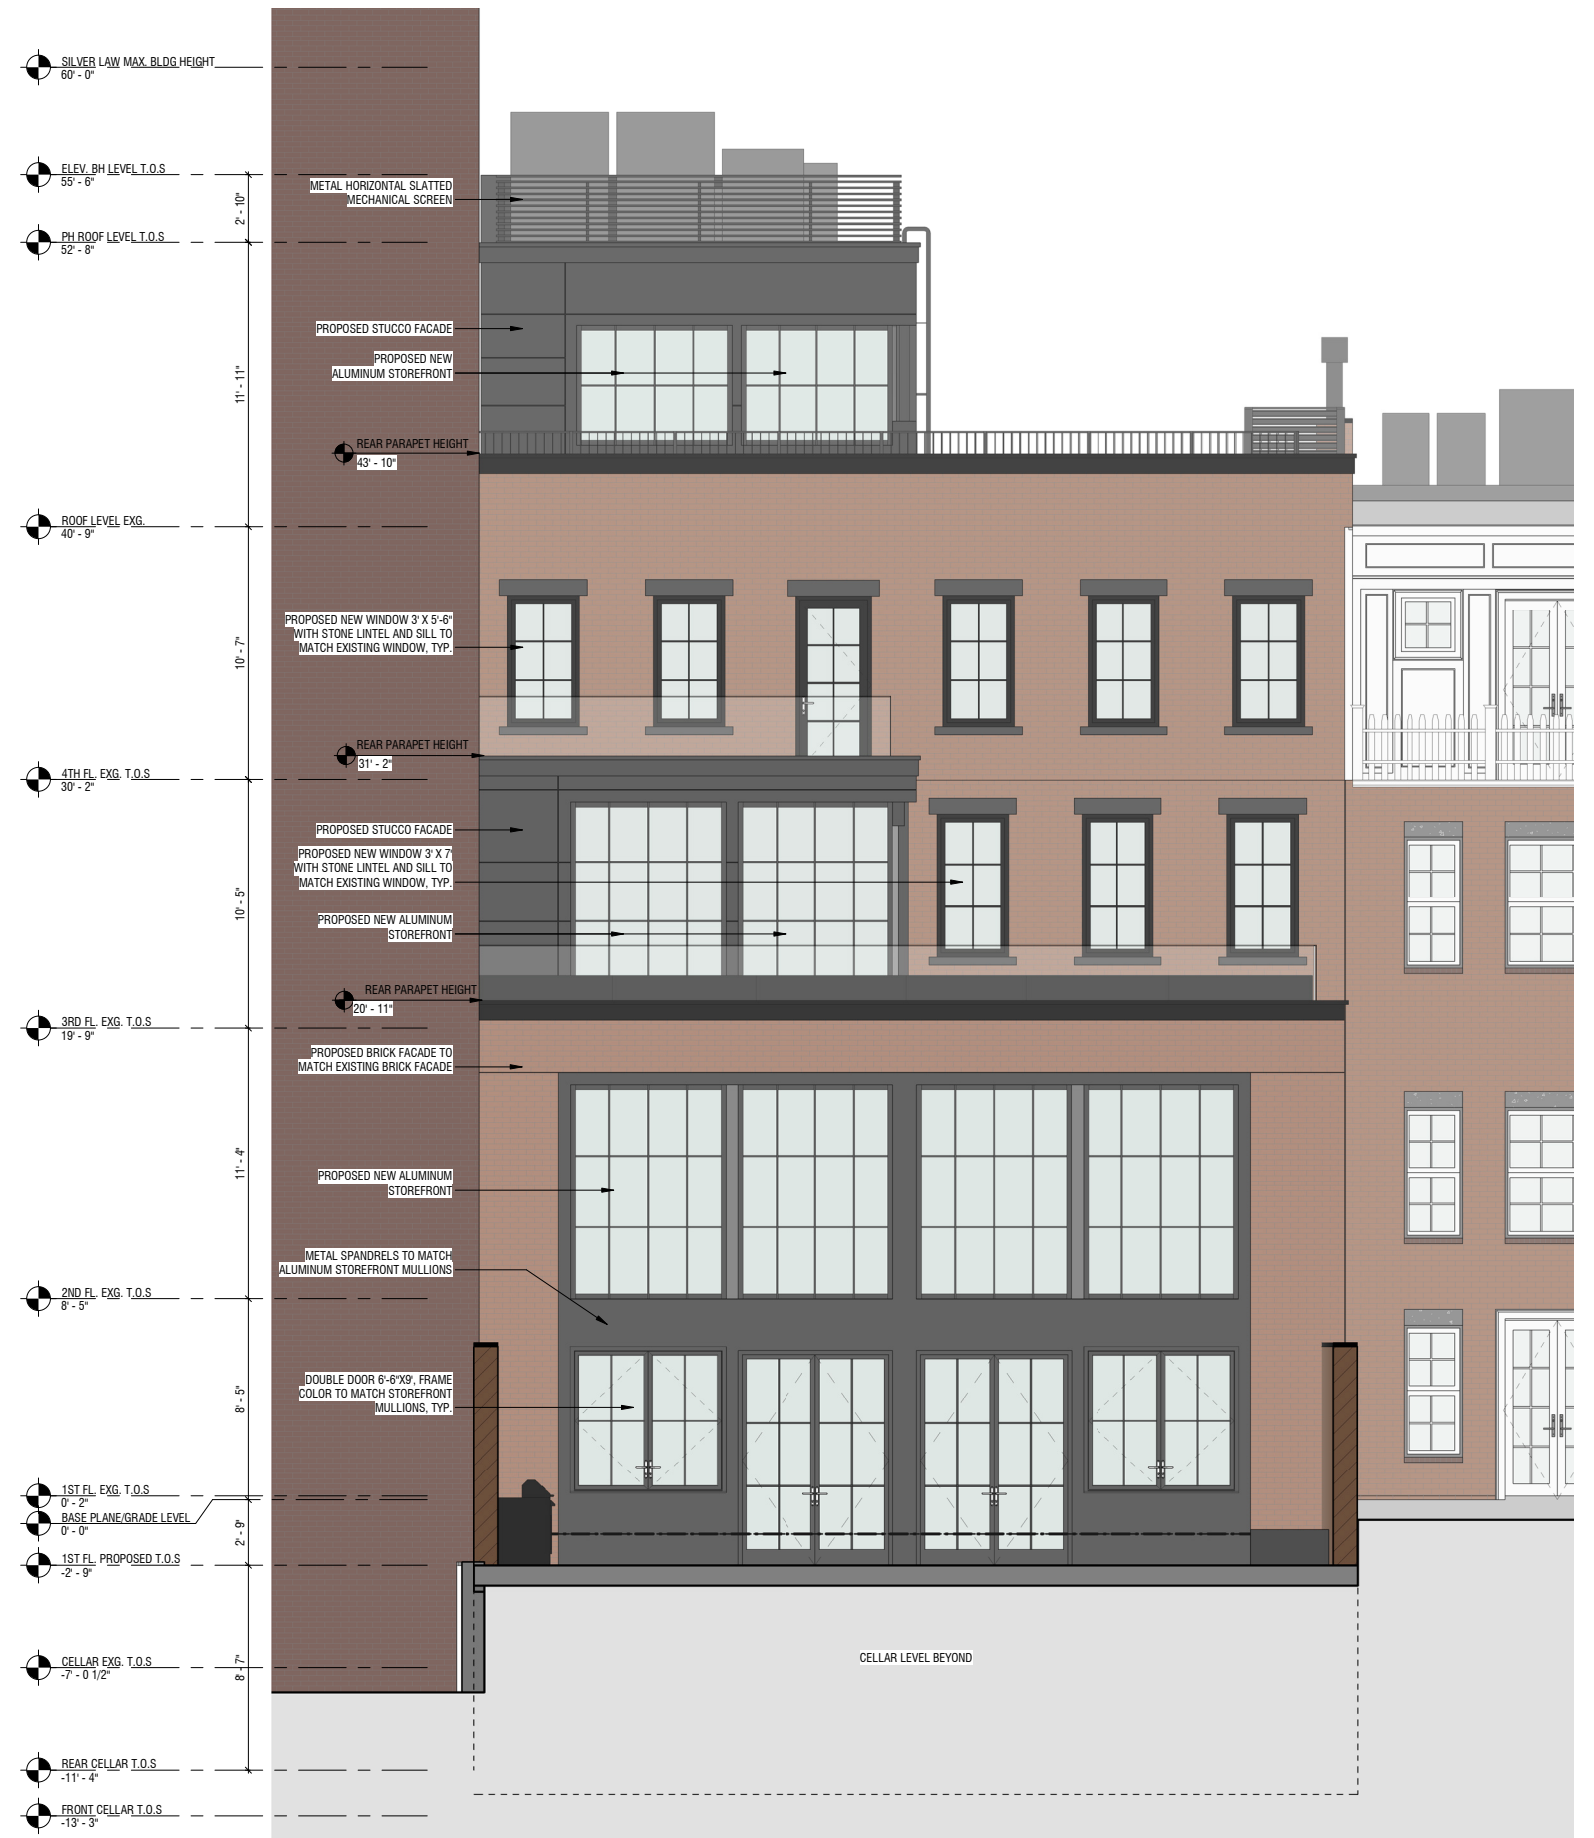 SILVER LAW MAX. BLDG HEIGHT
60' - 0"
ELEV. BH LEVEL T.O.S
55' - 6"
METAL HORIZONTAL SLATTED
MECHANICAL SCREEN
2' - 10"
PH ROOF LEVEL T.O.S
52' - 8"
PROPOSED STUCCO FACADE
PROPOSED NEW
ALUMINUM STOREFRONT
11' - 11"
REAR PARAPET HEIGHT
43' - 10"
ROOF LEVEL EXG.
40' - 9"
PROPOSED NEW WINDOW 3' X 5'-6"
WITH STONE LINTEL AND SILL TO
MATCH EXISTING WINDOW, TYP.
10' - 7"
REAR PARAPET HEIGHT
31' - 2"
4TH FL. EXG. T.O.S
30' - 2"
PROPOSED STUCCO FACADE
PROPOSED NEW WINDOW 3' X 7'
WITH STONE LINTEL AND SILL TO
MATCH EXISTING WINDOW, TYP.
10' - 5"
PROPOSED NEW ALUMINUM
STOREFRONT
REAR PARAPET HEIGHT
20' - 11"
3RD FL. EXG. T.O.S
19' - 9"
PROPOSED BRICK FACADE TO
MATCH EXISTING BRICK FACADE
11' - 4"
PROPOSED NEW ALUMINUM
STOREFRONT
METAL SPANDRELS TO MATCH
ALUMINUM STOREFRONT MULLIONS
2ND FL. EXG. T.O.S
8' - 5"
8' - 5"
DOUBLE DOOR 6'-6"X9', FRAME
COLOR TO MATCH STOREFRONT
MULLIONS, TYP.
1ST FL. EXG. T.O.S
0' - 2"
BASE PLANE/GRADE LEVEL
0' - 0"
2' - 9"
1ST FL. PROPOSED T.O.S
-2' - 9"
CELLAR EXG. T.O.S
-7' - 0 1/2"
8' - 7"
CELLAR LEVEL BEYOND
REAR CELLAR T.O.S
-11' - 4"
FRONT CELLAR T.O.S
-13' - 3"